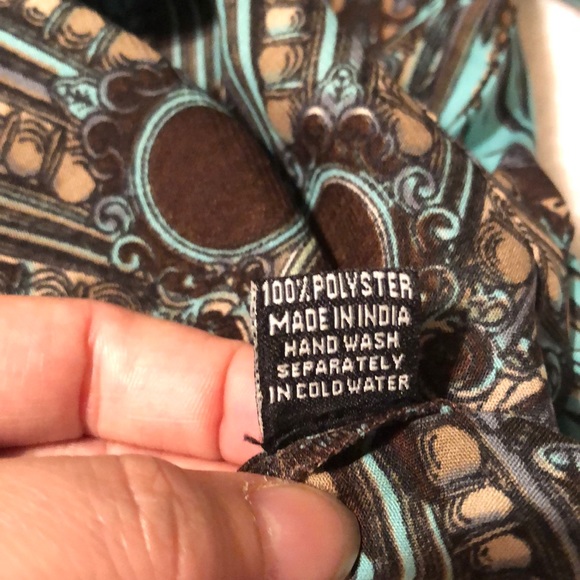 100% POLYSTER
MADE IN INDIA
HAND WASH
SEPARATELY
IN COLD WATER